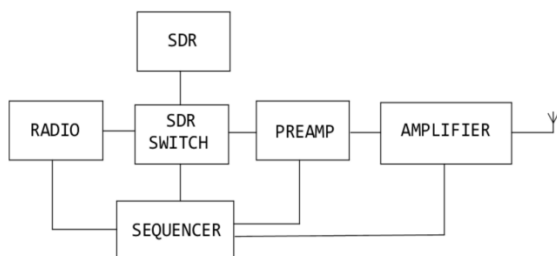 SDR
RADIO
SDR
SWITCH
PREAMP
AMPLIFIER
SEQUENCER